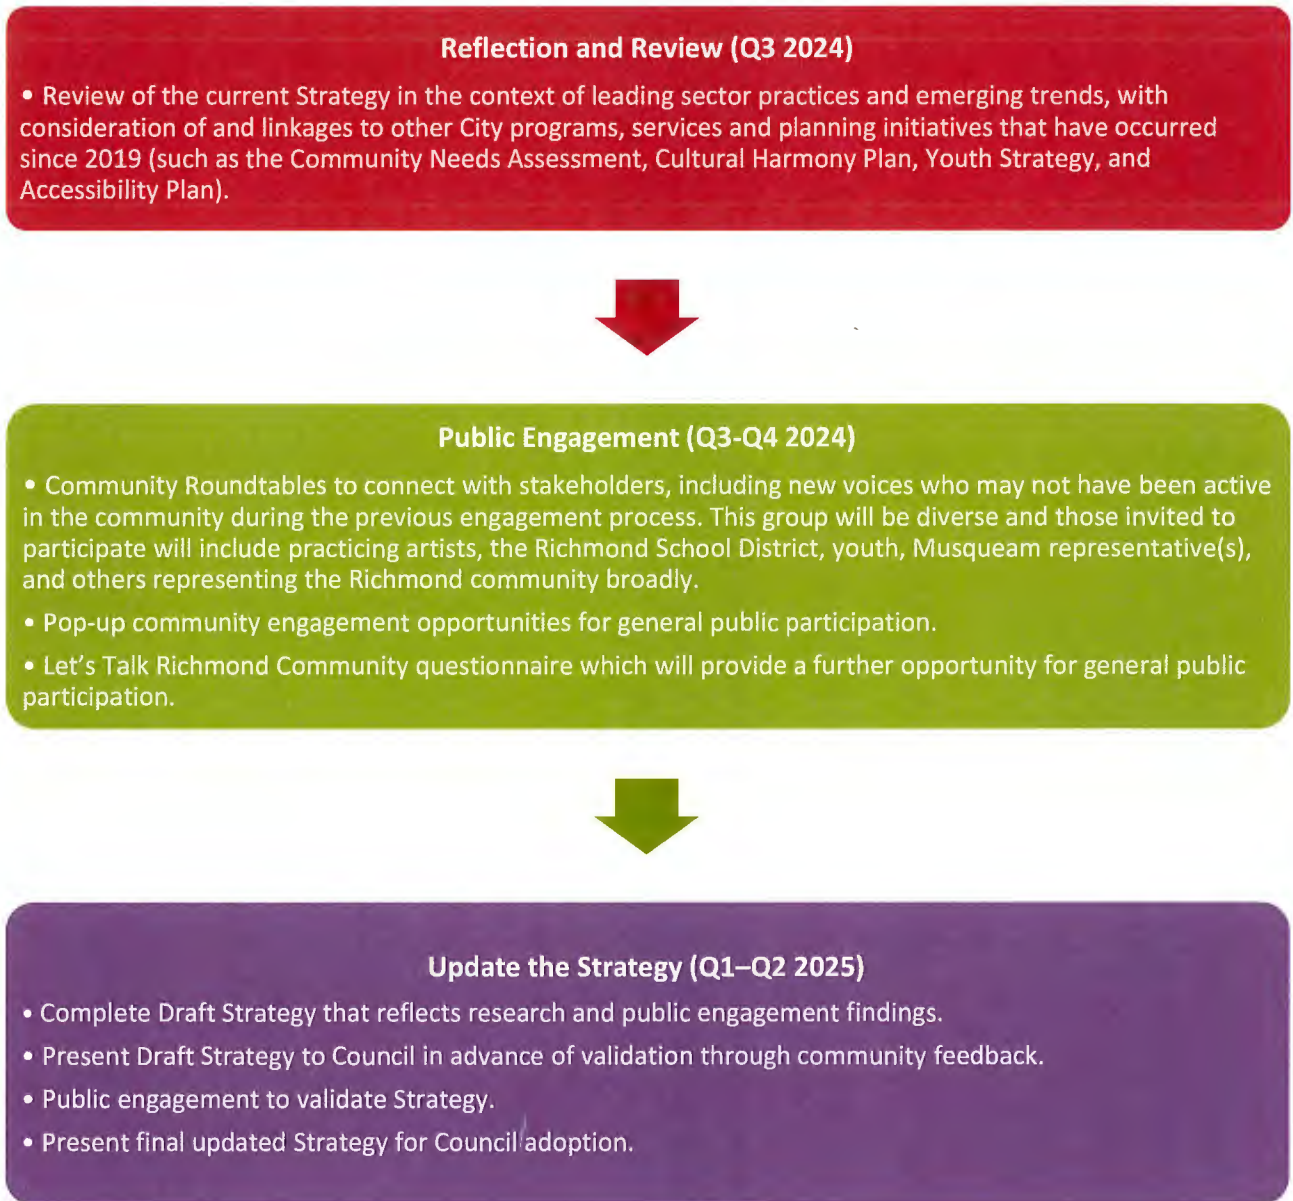 Reflection and Review (Q3 2024)
• Review of the current Strategy in the context of leading sector practices and emerging trends, with
consideration of and linkages to other City programs, services and planning initiatives that have occurred
since 2019 (such as the Community Needs Assessment, Cultural Harmony Plan, Youth Strategy, and
Accessibility Plan).
Public Engagement (Q3-Q4 2024)
• Community Roundtables to connect with stakeholders, including new voices who may not have been active
in the community during the previous engagement process. This group will be diverse and those invited to
participate will include practicing artists, the Richmond School District, youth, Musqueam representative(s),
and others representing the Richmond community broadly.
• Pop-up community engagement opportunities for general public participation.
• Let's Talk Richmond Community questionnaire which will provide a further opportunity for general public
participation.
Update the Strategy (Q1–Q2 2025)
• Complete Draft Strategy that reflects research and public engagement findings.
• Present Draft Strategy to Council in advance of validation through community feedback.
• Public engagement to validate Strategy.
• Present final updated Strategy for Council adoption.